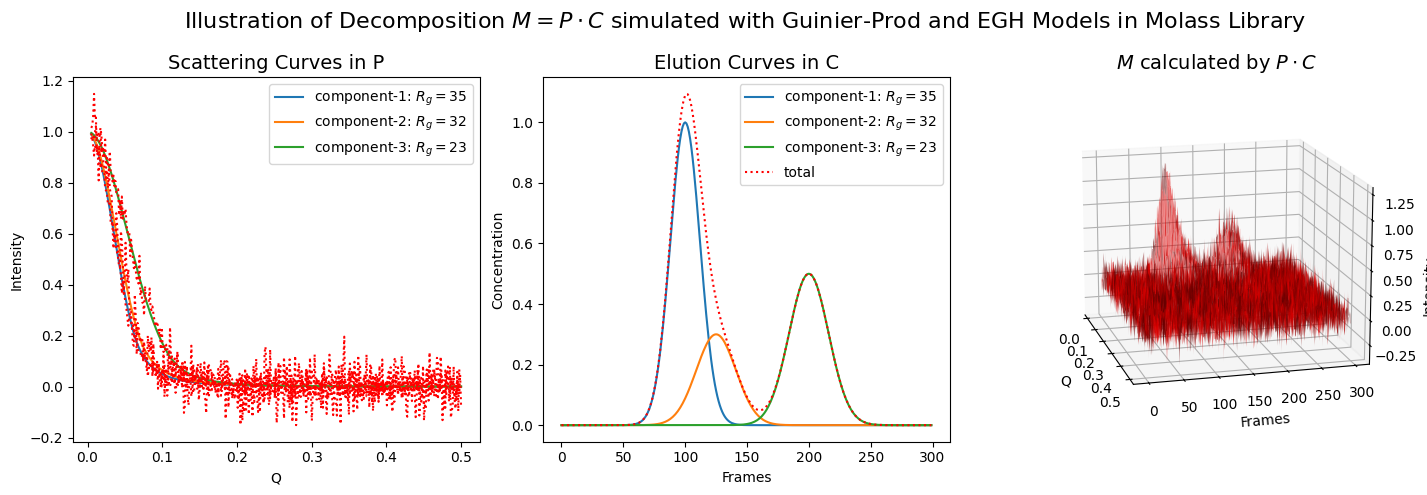 Illustration of Decomposition M = P · C simulated with Guinier-Prod and EGH Models in Molass Library
Scattering Curves in P
1.2
1.0
0.8
0.6
0.4
0.2
0.0
−0.2
Intensity
component-1: Rg = 35
component-2: Rg = 32
component-3: Rg = 23
0.0 0.1 0.2 0.3 0.4 0.5
Q
Elution Curves in C
1.0
0.8
0.6
0.4
0.2
0.0
Concentration
component-1: Rg = 35
component-2: Rg = 32
component-3: Rg = 23
total
0 50 100 150 200 250 300
Frames
M calculated by P · C
1.25
1.00
0.75
0.50
0.25
0.00
−0.25
0.0
0.1
0.2
0.3
0.4
0.5
Q
0 50 100 150 200 250 300
Frames